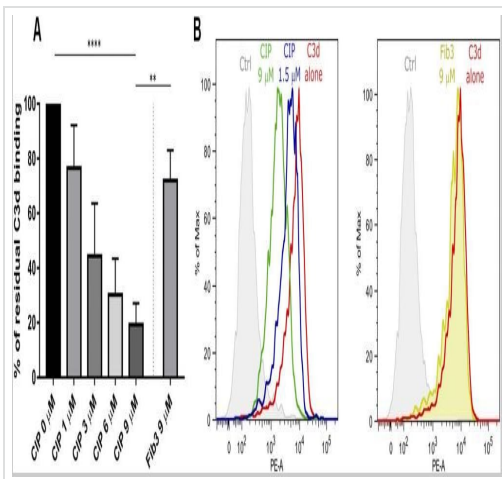 A
****
**
% of residual C3d binding
100
80
60
40
20
0
CIP 0 µM
CIP 1 µM
CIP 3 µM
CIP 6 µM
CIP 9 µM
Fib3 9 µM
B
Ctrl
CIP
9 µM
CIP
1.5 µM
C3d
alone
% of Max
100
80
60
40
20
0
0 10² 10³ 10⁴ 10⁵
PE-A
Ctrl
Fib3
9 µM
C3d
alone
% of Max
100
80
60
40
20
0
0 10² 10³ 10⁴ 10⁵
PE-A